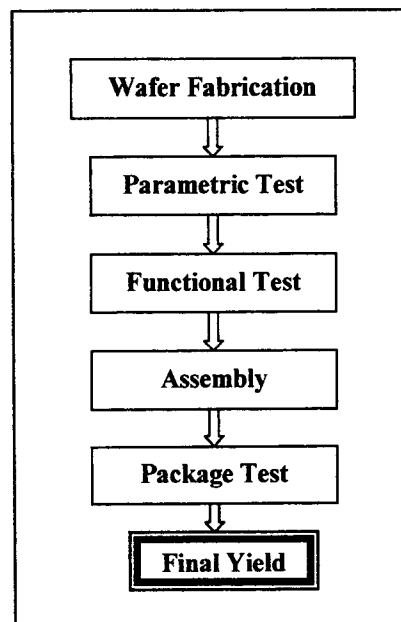 Wafer Fabrication
Parametric Test
Functional Test
Assembly
Package Test
Final Yield